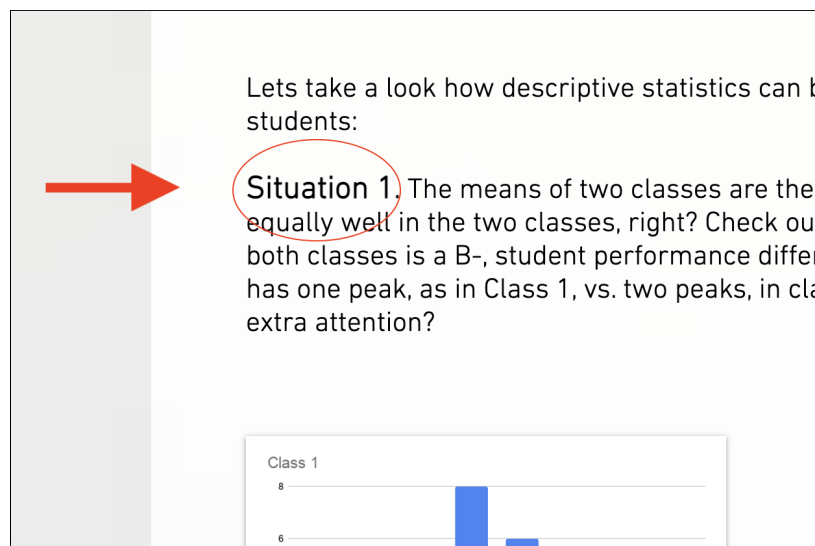 Lets take a look how descriptive statistics can
students:
Situation 1. The means of two classes are the
equally well in the two classes, right? Check ou
both classes is a B-, student performance differ
has one peak, as in Class 1, vs. two peaks, in cla
extra attention?
Class 1
8
6